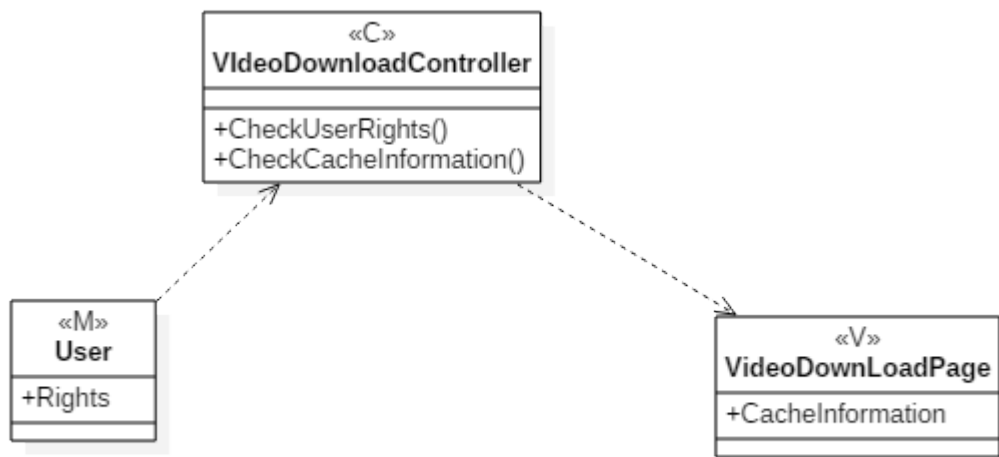 «C»
VIdeoDownloadController
+CheckUserRights()
+CheckCacheInformation()
«M»
User
+Rights
«V»
VideoDownLoadPage
+CacheInformation